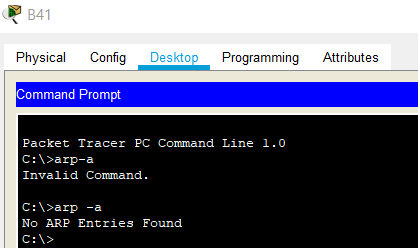 B41
Physical Config Desktop Programming Attributes
Command Prompt
Packet Tracer PC Command Line 1.0
C:\>arp-a
Invalid Command.
C:\>arp -a
No ARP Entries Found
C:\>